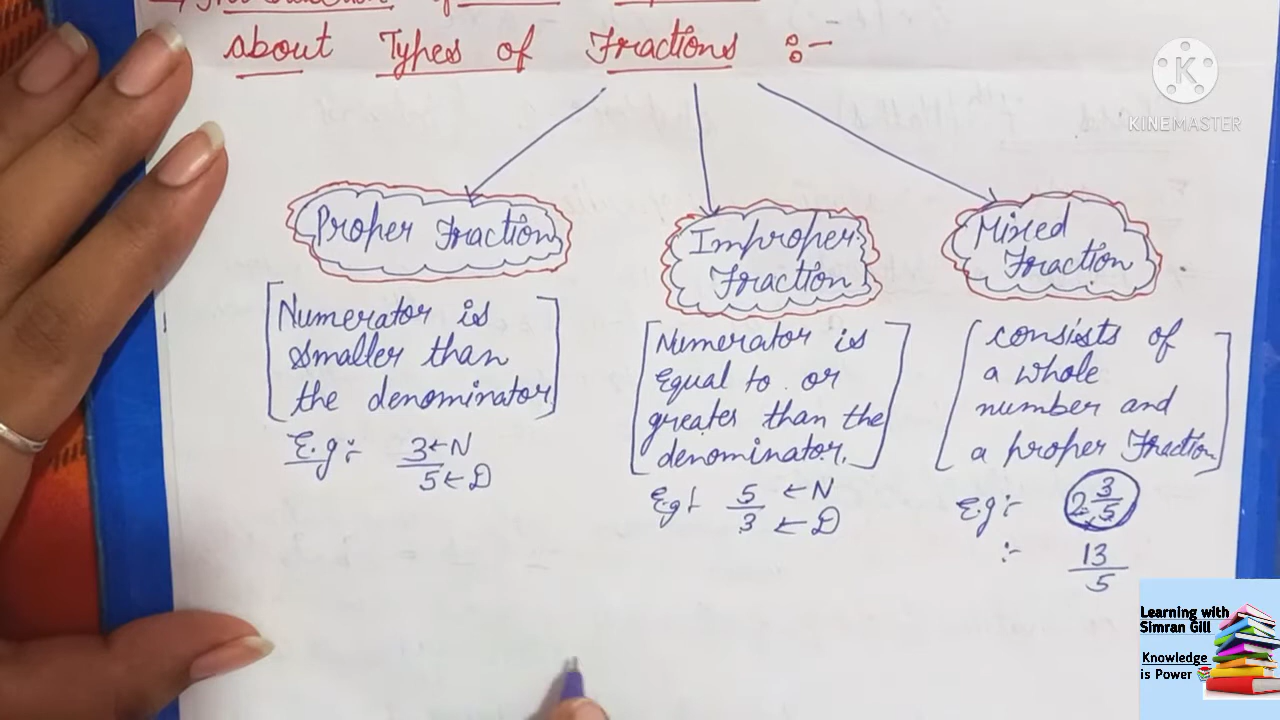 about Types of Fractions :-
KINEMASTER
Proper Fraction
Improper
Fraction
Mixed
Fraction
[Numerator is
smaller than
the denominator]
E.g:- 3 ← N
5 ← D
[Numerator is
Equal to or
greater than the
denominator.]
Eg:- 5 ← N
3 ← D
[consists of
a whole
number and
a proper Fraction]
Eg:- 2 3/5
:- 13/5
Learning with
Simran Gill
Knowledge
is Power